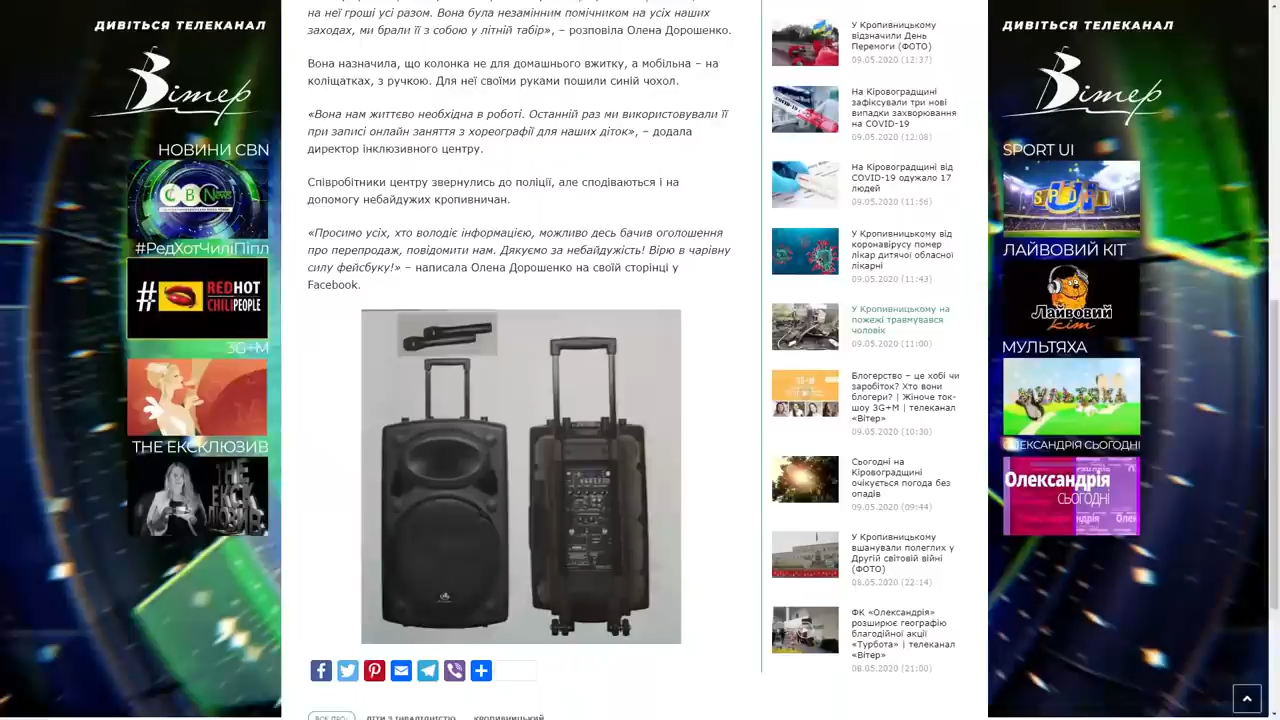 ДИВІТЬСЯ ТЕЛЕКАНАЛ
Вітер
НОВИНИ CBN
CBNews
#РедХотЧиліПіпл
# REDHOT
CHILIPEOPLE
3G+M
THE ЕКСКЛЮЗИВ
на неї гроші усі разом. Вона була незамінним помічником на усіх наших
заходах, ми брали її з собою у літній табір», – розповіла Олена Дорошенко.
Вона назначила, що колонка не для домашнього вжитку, а мобільна – на
коліщатках, з ручкою. Для неї своїми руками пошили синій чохол.
«Вона нам життєво необхідна в роботі. Останній раз ми використовували її
при записі онлайн заняття з хореографії для наших діток», – додала
директор інклюзивного центру.
Співробітники центру звернулись до поліції, але сподіваються і на
допомогу небайдужих кропивничан.
«Просимо усіх, хто володіє інформацією, можливо десь бачив оголошення
про перепродаж, повідомити нам. Дякуємо за небайдужість! Вірю в чарівну
силу фейсбуку!» – написала Олена Дорошенко на своїй сторінці у
Facebook.
ВСЕ ПРО: ДІТИ З ІНВАЛІДНІСТЮ КРОПИВНИЦЬКИЙ
У Кропивницькому
відзначили День
Перемоги (ФОТО)
09.05.2020 (12:37)
На Кіровоградщині
зафіксували три нові
випадки захворювання
на COVID-19
09.05.2020 (12:08)
На Кіровоградщині від
COVID-19 одужало 17
людей
09.05.2020 (11:56)
У Кропивницькому від
коронавірусу помер
лікар дитячої обласної
лікарні
09.05.2020 (11:43)
У Кропивницькому на
пожежі травмувався
чоловік
09.05.2020 (11:00)
Блогерство – це хобі чи
заробіток? Хто вони
блогери? | Жіноче ток-
шоу 3G+M | телеканал
«Вітер»
09.05.2020 (10:30)
Сьогодні на
Кіровоградщині
очікується погода без
опадів
09.05.2020 (09:44)
У Кропивницькому
вшанували полеглих у
Другій світовій війні
(ФОТО)
08.05.2020 (22:14)
ФК «Олександрія»
розширює географію
благодійної акції
«Турбота» | телеканал
«Вітер»
08.05.2020 (21:00)
ДИВІТЬСЯ ТЕЛЕКАНАЛ
Вітер
SPORT UI
ЛАЙВОВИЙ КІТ
Лайвовий
кіт
МУЛЬТЯХА
ОЛЕКСАНДРІЯ СЬОГОДНІ
Олександрія
СЬОГОДНІ